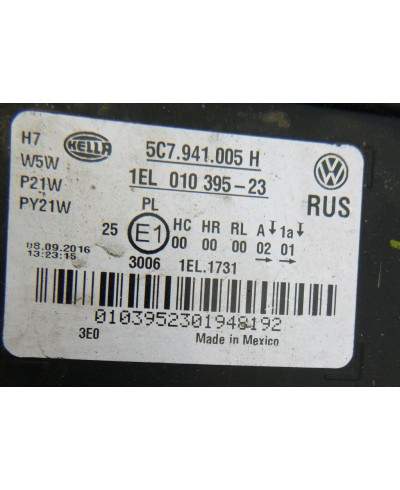 H7
W5W
P21W
PY21W
HELLA
5C7.941.005 H
1EL 010 395-23
RUS
PL
25 E1 HC HR RL A 1a
00 00 00 02 01
08.09.2016
13:23:15
3006 1EL.1731
0103952301948192
3E0 Made in Mexico